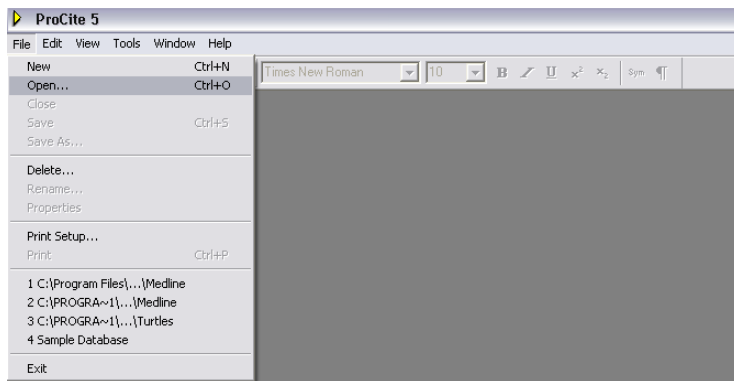 ProCite 5
File Edit View Tools Window Help
New Ctrl+N
Times New Roman 10 B I U x² x₂ Sym ¶
Open... Ctrl+O
Close
Save Ctrl+S
Save As...
Delete...
Rename...
Properties
Print Setup...
Print Ctrl+P
1 C:\Program Files\...\Medline
2 C:\PROGRA~1\...\Medline
3 C:\PROGRA~1\...\Turtles
4 Sample Database
Exit